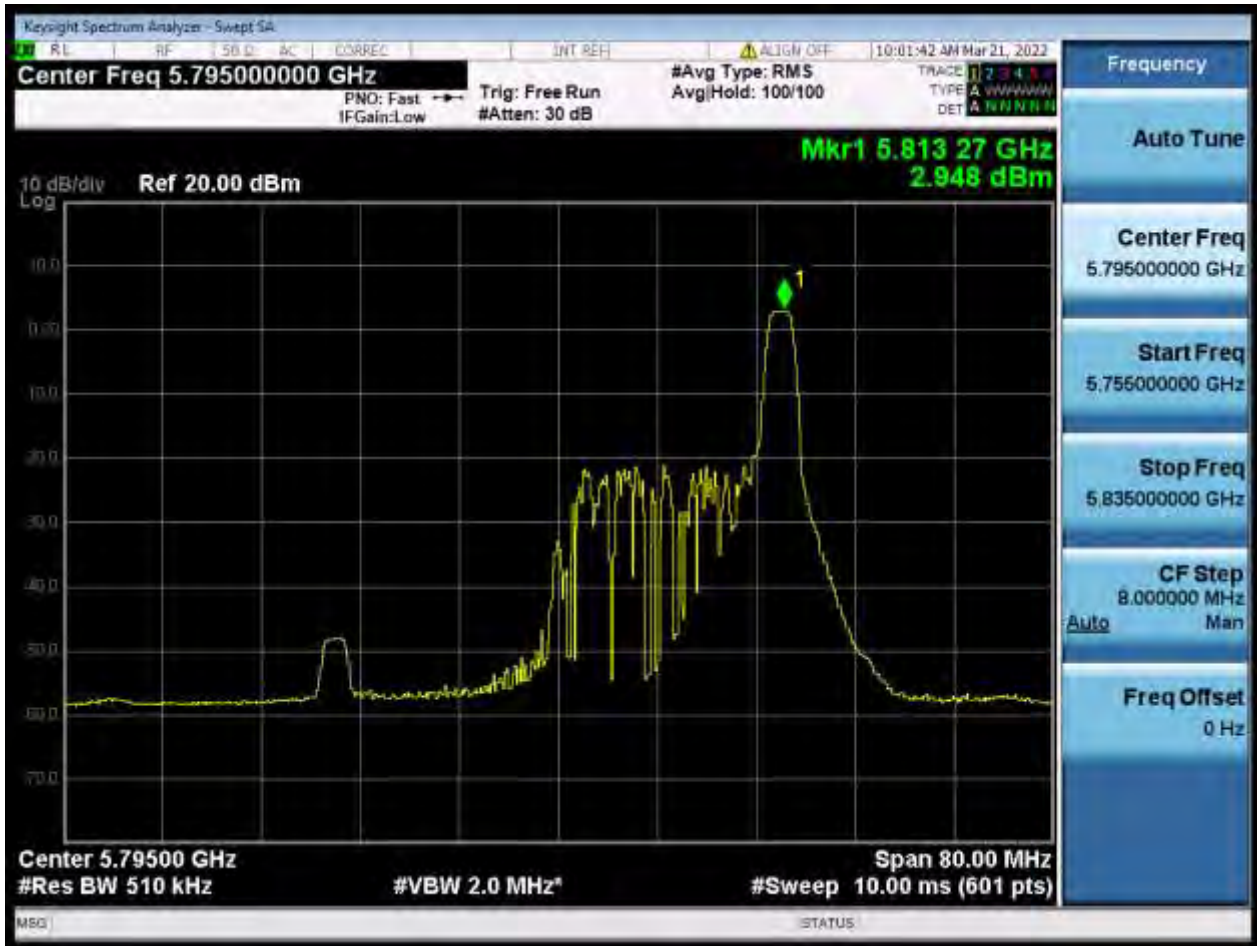 Keysight Spectrum Analyzer - Swept SA
RL RF 50 Ω AC CORREC INT REF ALIGN OFF 10:01:42 AM Mar 21, 2022
Center Freq 5.795000000 GHz
PNO: Fast
IFGain:Low
Trig: Free Run
#Atten: 30 dB
#Avg Type: RMS
Avg|Hold: 100/100
TRACE 1 2 3 4 5 6
TYPE A WWWWW
DET A N N N N N
Mkr1 5.813 27 GHz
2.948 dBm
10 dB/div Ref 20.00 dBm
Log
10.0
0.00
-10.0
-20.0
-30.0
-40.0
-50.0
-60.0
-70.0
1
Center 5.79500 GHz
Span 80.00 MHz
#Res BW 510 kHz
#VBW 2.0 MHz*
#Sweep 10.00 ms (601 pts)
MSG
STATUS
Frequency
Auto Tune
Center Freq
5.795000000 GHz
Start Freq
5.755000000 GHz
Stop Freq
5.835000000 GHz
CF Step
8.000000 MHz
Auto Man
Freq Offset
0 Hz